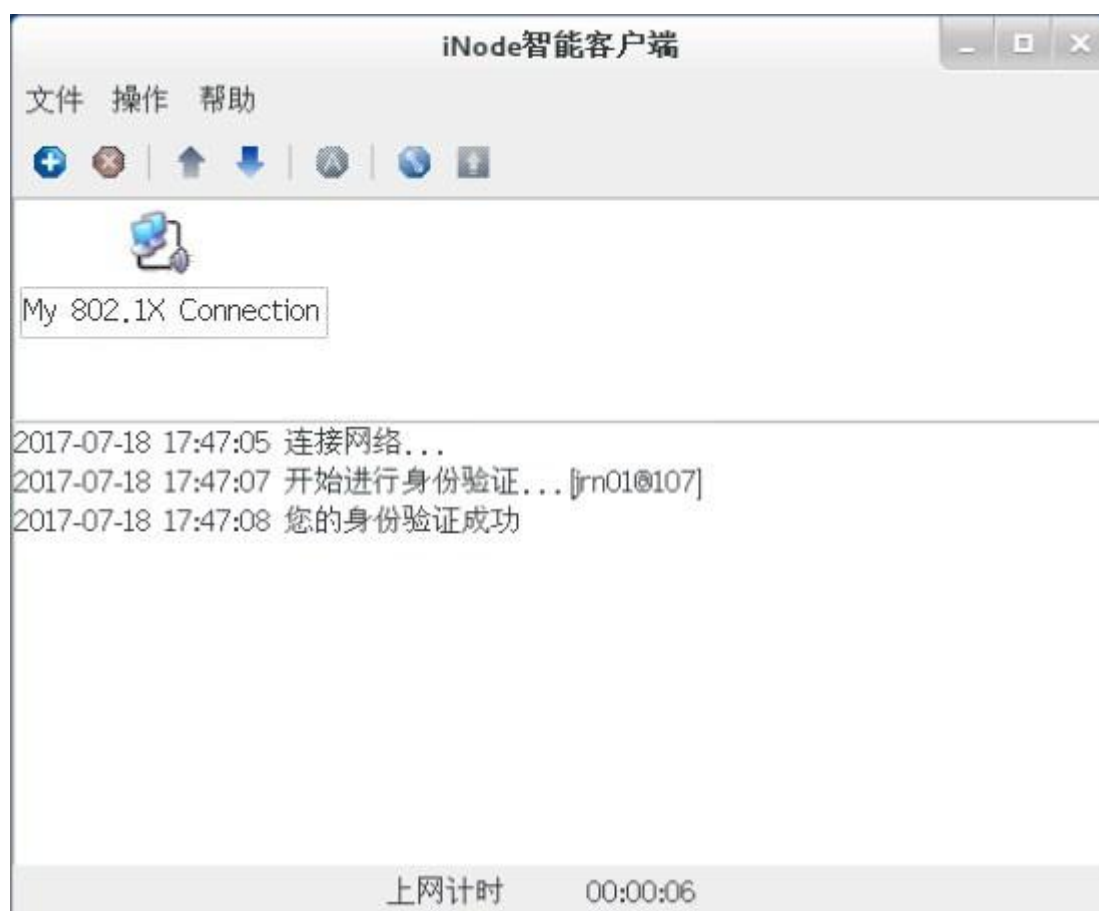 iNode智能客户端
文件 操作 帮助
My 802.1X Connection
2017-07-18 17:47:05 连接网络...
2017-07-18 17:47:07 开始进行身份验证...[jrn01@107]
2017-07-18 17:47:08 您的身份验证成功
上网计时 00:00:06